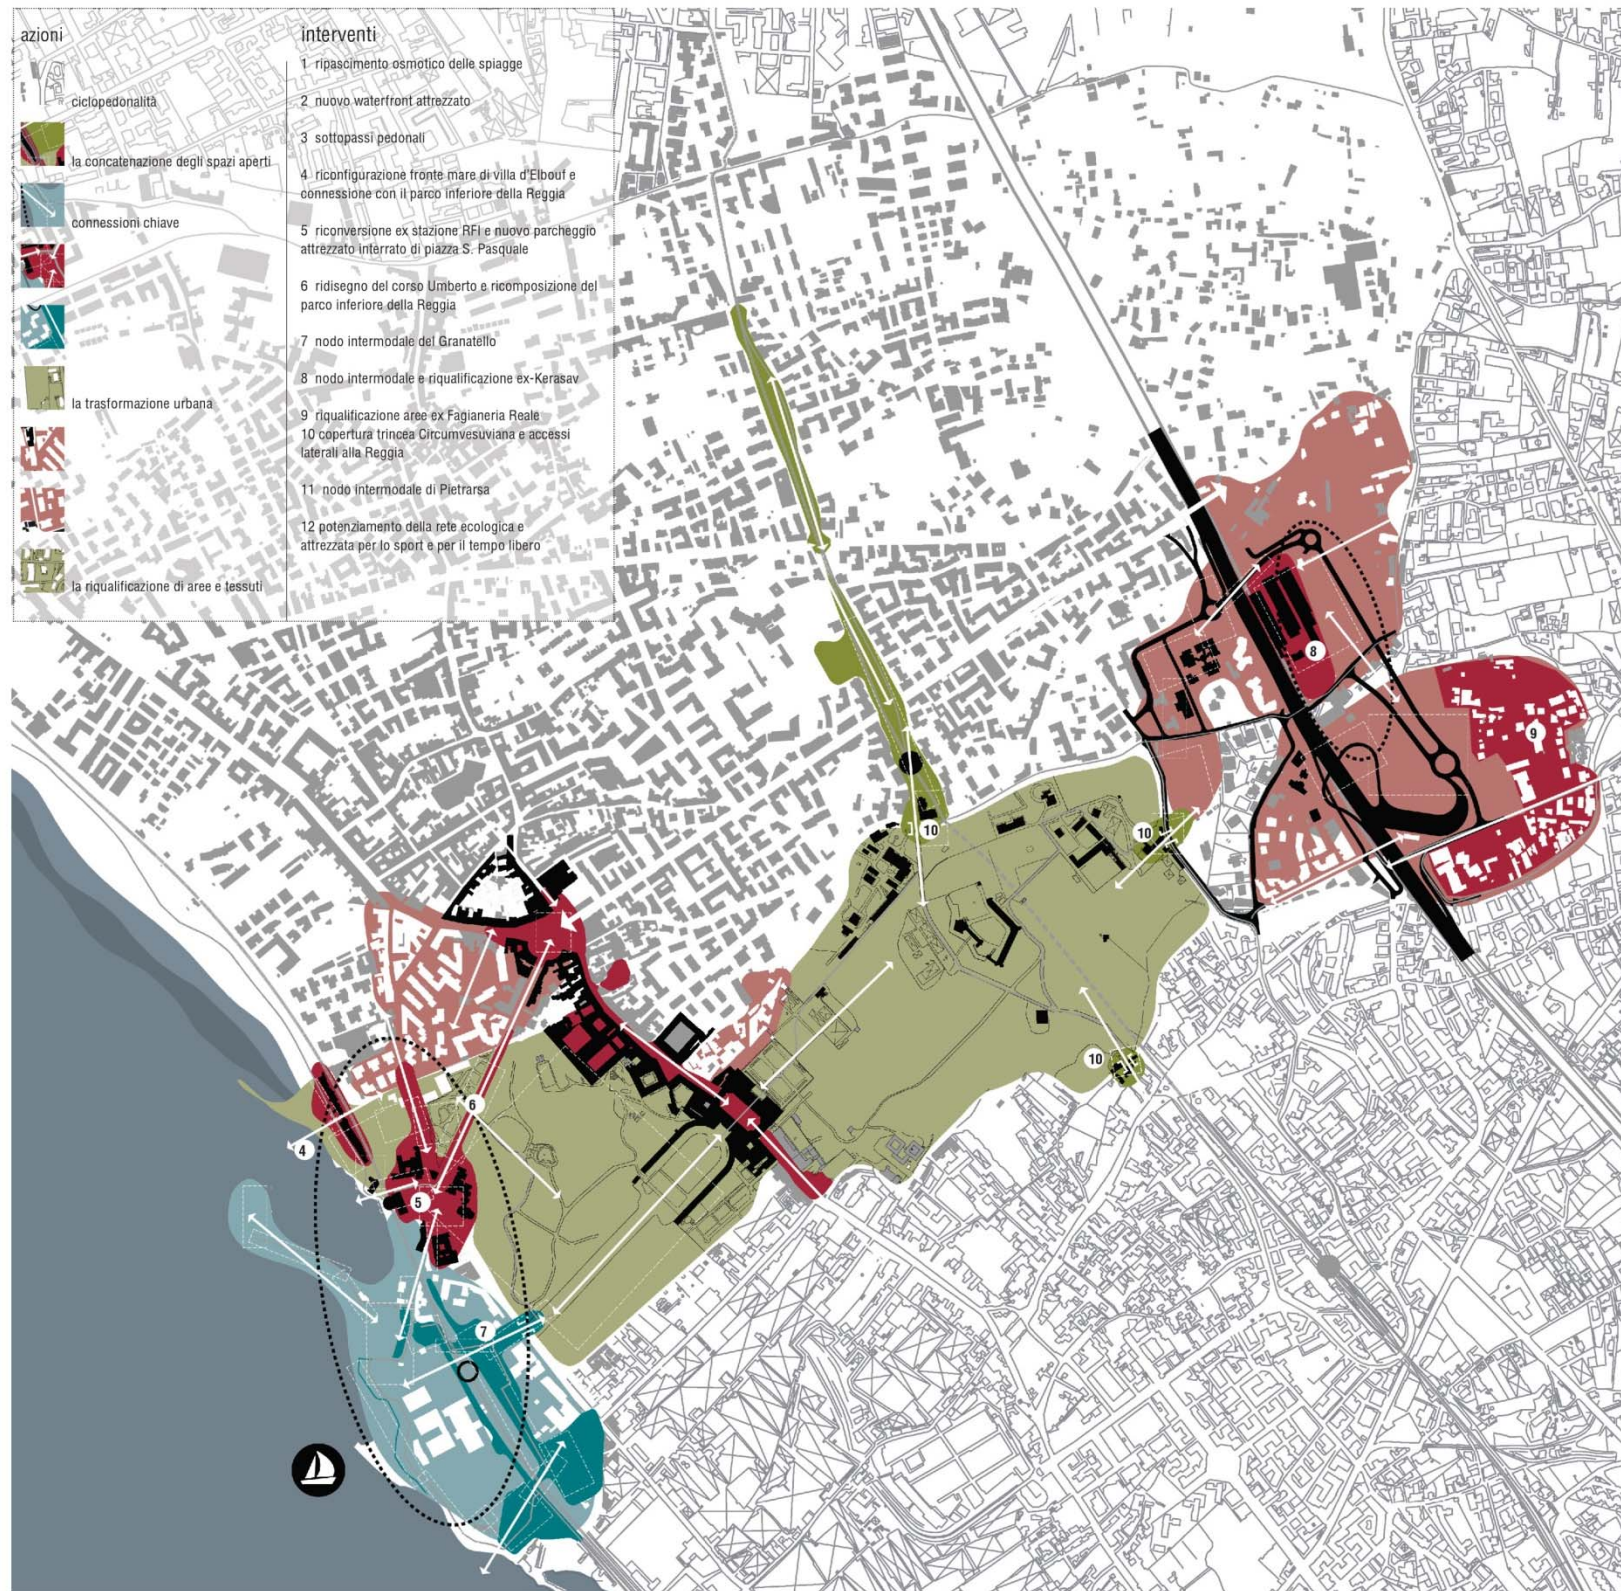 azioni
ciclopedonalità
la concatenazione degli spazi aperti
connessioni chiave
la trasformazione urbana
la riqualificazione di aree e tessuti
interventi
1 ripascimento osmotico delle spiagge
2 nuovo waterfront attrezzato
3 sottopassi pedonali
4 riconfigurazione fronte mare di villa d'Elbouf e
connessione con il parco inferiore della Reggia
5 riconversione ex stazione RFI e nuovo parcheggio
attrezzato interrato di piazza S. Pasquale
6 ridisegno del corso Umberto e ricomposizione del
parco inferiore della Reggia
7 nodo intermodale del Granatello
8 nodo intermodale e riqualificazione ex-Kerasav
9 riqualificazione aree ex Fagianeria Reale
10 copertura trincea Circumvesuviana e accessi
laterali alla Reggia
11 nodo intermodale di Pietrarsa
12 potenziamento della rete ecologica e
attrezzata per lo sport e per il tempo libero
8
9
10
10
10
6
4
5
7